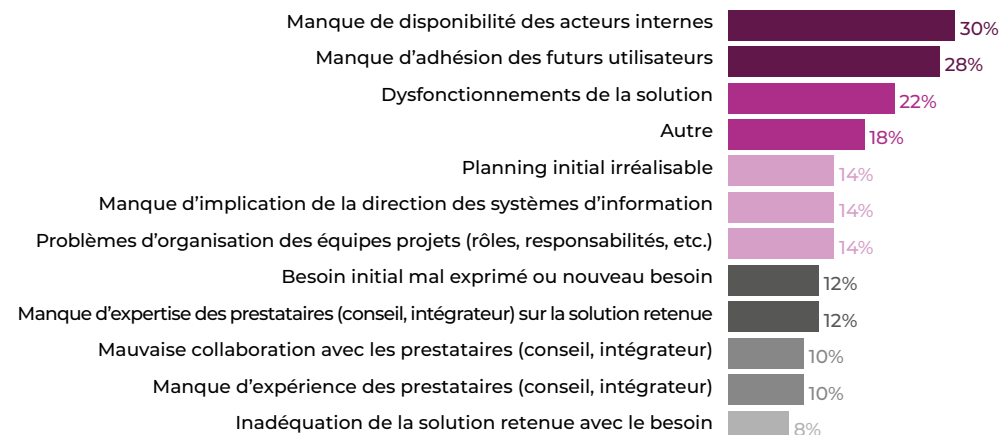 Manque de disponibilité des acteurs internes 30%
Manque d’adhésion des futurs utilisateurs 28%
Dysfonctionnements de la solution 22%
Autre 18%
Planning initial irréalisable 14%
Manque d’implication de la direction des systèmes d’information 14%
Problèmes d’organisation des équipes projets (rôles, responsabilités, etc.) 14%
Besoin initial mal exprimé ou nouveau besoin 12%
Manque d’expertise des prestataires (conseil, intégrateur) sur la solution retenue 12%
Mauvaise collaboration avec les prestataires (conseil, intégrateur) 10%
Manque d’expérience des prestataires (conseil, intégrateur) 10%
Inadéquation de la solution retenue avec le besoin 8%